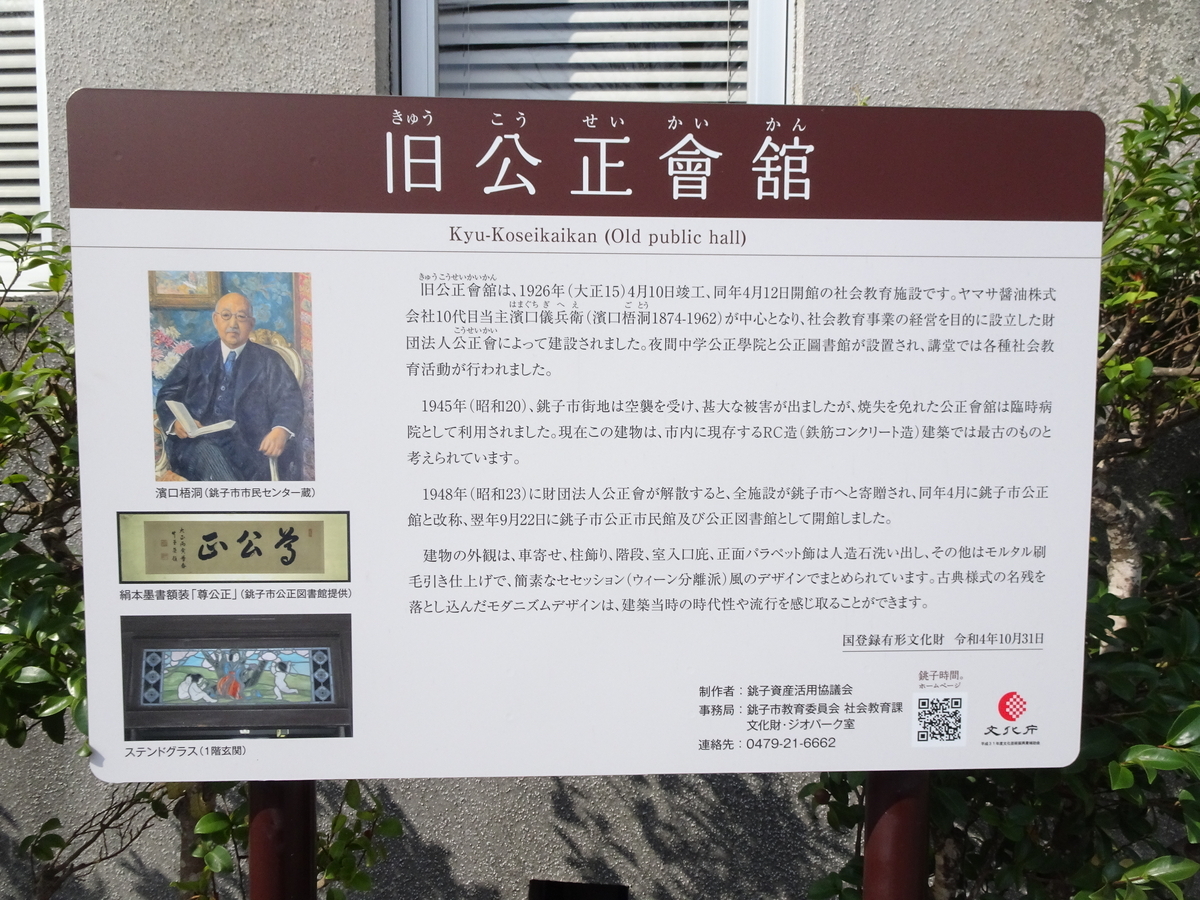 きゅう こう せい かい かん
旧公正會舘
Kyu-Koseikaikan (Old public hall)
きゅうこうせいかいかん
旧公正會舘は、1926年(大正15)4月10日竣工、同年4月12日開館の社会教育施設です。ヤマサ醤油株式
はまぐち ぎ へ え ご とう
会社10代目当主濱口儀兵衛(濱口梧洞1874-1962)が中心となり、社会教育事業の経営を目的に設立した財
こうせいかい
団法人公正會によって建設されました。夜間中学公正學院と公正圖書館が設置され、講堂では各種社会教
育活動が行われました。
1945年(昭和20)、銚子市街地は空襲を受け、甚大な被害が出ましたが、焼失を免れた公正會舘は臨時病
院として利用されました。現在この建物は、市内に現存するRC造(鉄筋コンクリート造)建築では最古のものと
考えられています。
1948年(昭和23)に財団法人公正會が解散すると、全施設が銚子市へと寄贈され、同年4月に銚子市公正
館と改称、翌年9月22日に銚子市公正市民館及び公正図書館として開館しました。
建物の外観は、車寄せ、柱飾り、階段、室入口庇、正面パラペット飾は人造石洗い出し、その他はモルタル刷
毛引き仕上げで、簡素なセセッション(ウィーン分離派)風のデザインでまとめられています。古典様式の名残を
落とし込んだモダニズムデザインは、建築当時の時代性や流行を感じ取ることができます。
国登録有形文化財 令和4年10月31日
濱口梧洞(銚子市市民センター蔵)
正公尊
絹本墨書額装「尊公正」(銚子市公正図書館提供)
ステンドグラス(1階玄関)
制作者:銚子資産活用協議会
事務局:銚子市教育委員会 社会教育課
文化財・ジオパーク室
連絡先:0479-21-6662
銚子時間。
ホームページ
文化庁